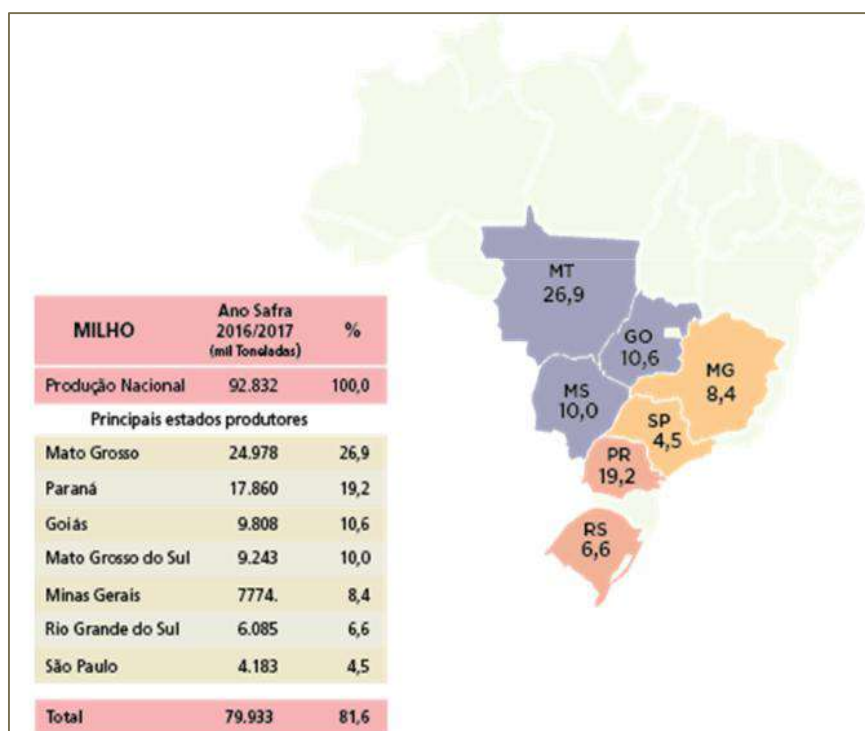 MILHO Ano Safra 2016/2017 (mil Toneladas) %
Produção Nacional 92.832 100,0
Principais estados produtores
Mato Grosso 24.978 26,9
Paraná 17.860 19,2
Goiás 9.808 10,6
Mato Grosso do Sul 9.243 10,0
Minas Gerais 7774. 8,4
Rio Grande do Sul 6.085 6,6
São Paulo 4.183 4,5
Total 79.933 81,6
MT
26,9
GO
10,6
MS
10,0
MG
8,4
SP
4,5
PR
19,2
RS
6,6